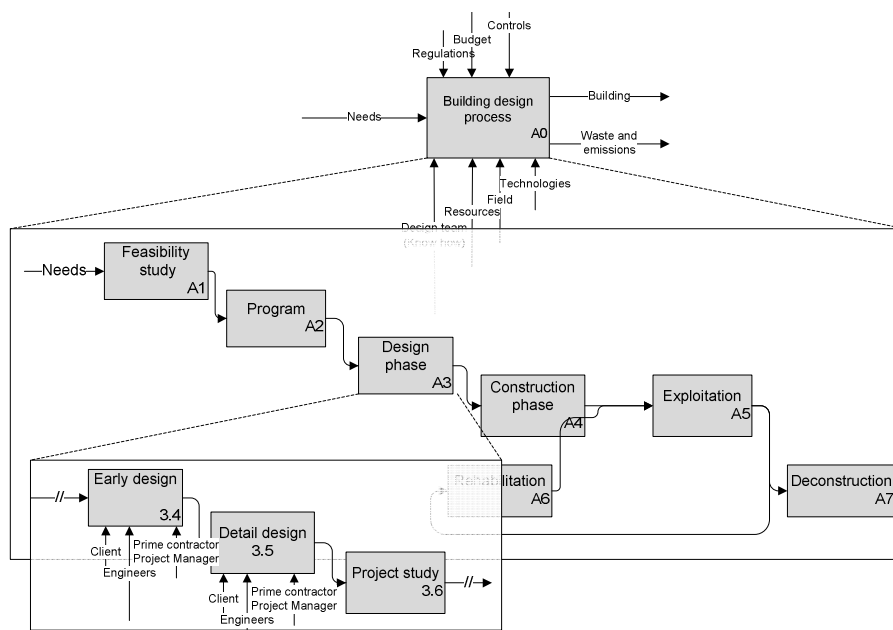 Controls
Budget
Regulations
Building design
process
A0
Needs
Building
Waste and
emissions
Technologies
Field
Resources
Design team
(Know how)
Needs
Feasibility
study
A1
Program
A2
Design
phase
A3
Construction
phase
A4
Exploitation
A5
Rehabilitation
A6
Deconstruction
A7
//
Early design
3.4
Client
Engineers
Prime contractor
Project Manager
Detail design
3.5
Client
Engineers
Prime contractor
Project Manager
Project study
3.6
//